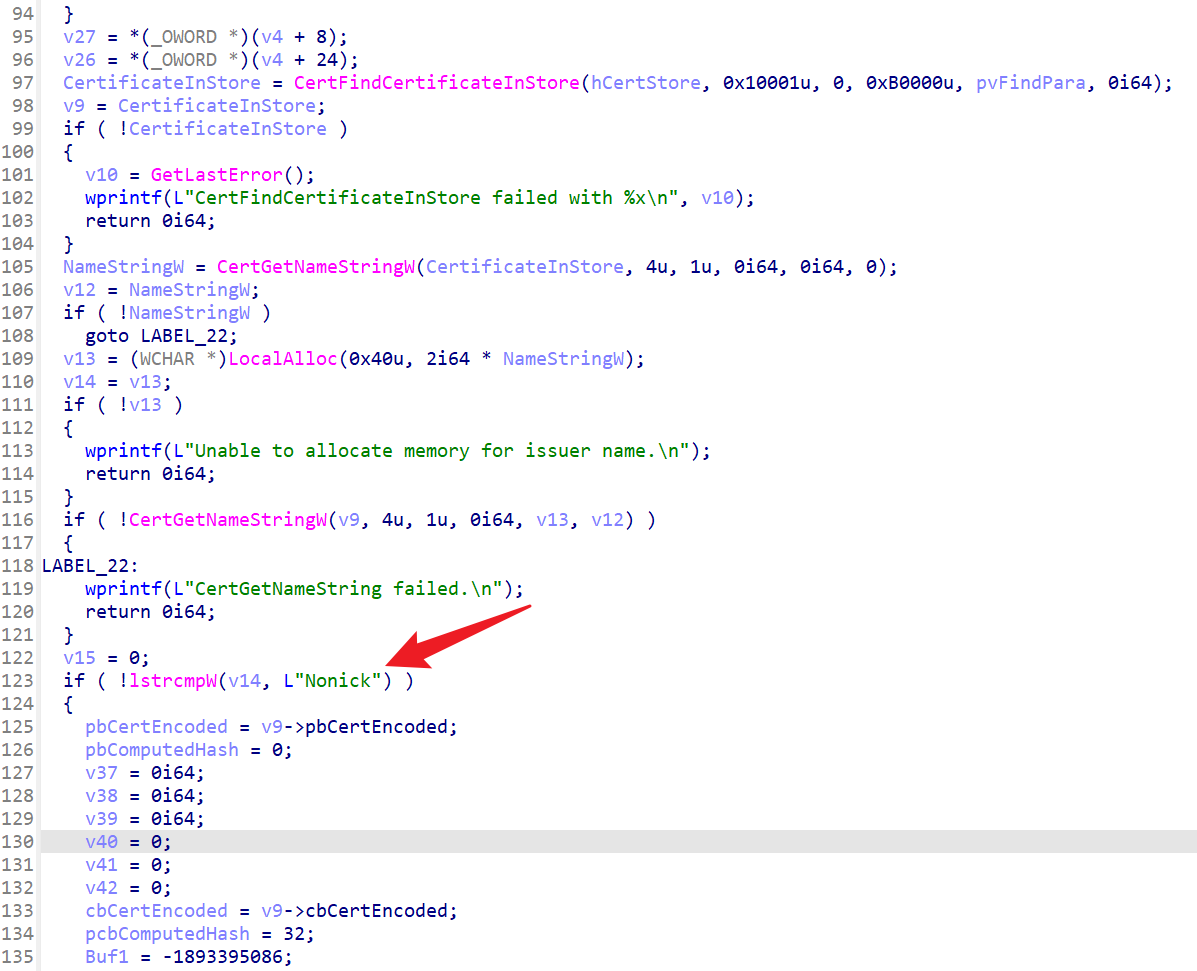 94 }
95 v27 = *(_OWORD *)(v4 + 8);
96 v26 = *(_OWORD *)(v4 + 24);
97 CertificateInStore = CertFindCertificateInStore(hCertStore, 0x10001u, 0, 0xB0000u, pvFindPara, 0i64);
98 v9 = CertificateInStore;
99 if ( !CertificateInStore )
100 {
101 v10 = GetLastError();
102 wprintf(L"CertFindCertificateInStore failed with %x\n", v10);
103 return 0i64;
104 }
105 NameStringW = CertGetNameStringW(CertificateInStore, 4u, 1u, 0i64, 0i64, 0);
106 v12 = NameStringW;
107 if ( !NameStringW )
108 goto LABEL_22;
109 v13 = (WCHAR *)LocalAlloc(0x40u, 2i64 * NameStringW);
110 v14 = v13;
111 if ( !v13 )
112 {
113 wprintf(L"Unable to allocate memory for issuer name.\n");
114 return 0i64;
115 }
116 if ( !CertGetNameStringW(v9, 4u, 1u, 0i64, v13, v12) )
117 {
118 LABEL_22:
119 wprintf(L"CertGetNameString failed.\n");
120 return 0i64;
121 }
122 v15 = 0;
123 if ( !lstrcmpW(v14, L"Nonick") )
124 {
125 pbCertEncoded = v9->pbCertEncoded;
126 pbComputedHash = 0;
127 v37 = 0i64;
128 v38 = 0i64;
129 v39 = 0i64;
130 v40 = 0;
131 v41 = 0;
132 v42 = 0;
133 cbCertEncoded = v9->cbCertEncoded;
134 pcbComputedHash = 32;
135 Buf1 = -1893395086;